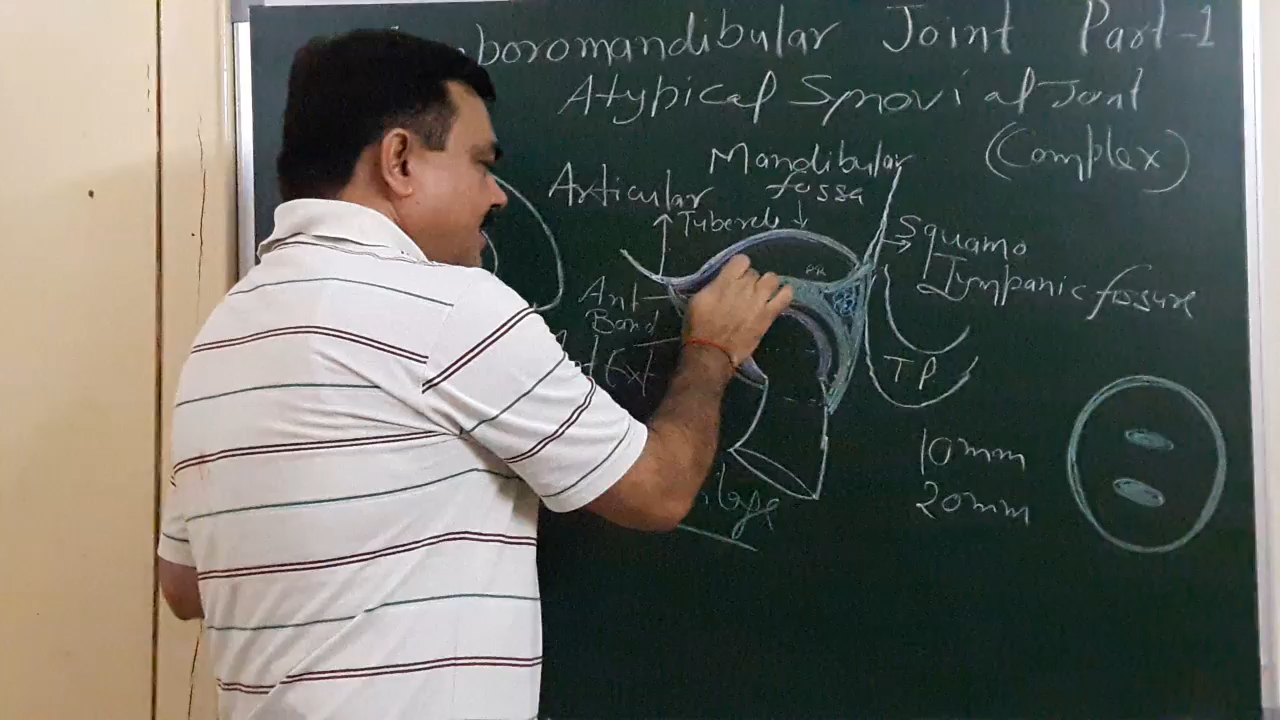 boromandibular Joint Part-1
Atypical Synovial Joint
(Complex)
Mandibular
fossa
Articular
Tubercle
Squamo
Tympanic fissure
Ant
Band
Ext
TP
10mm
20mm